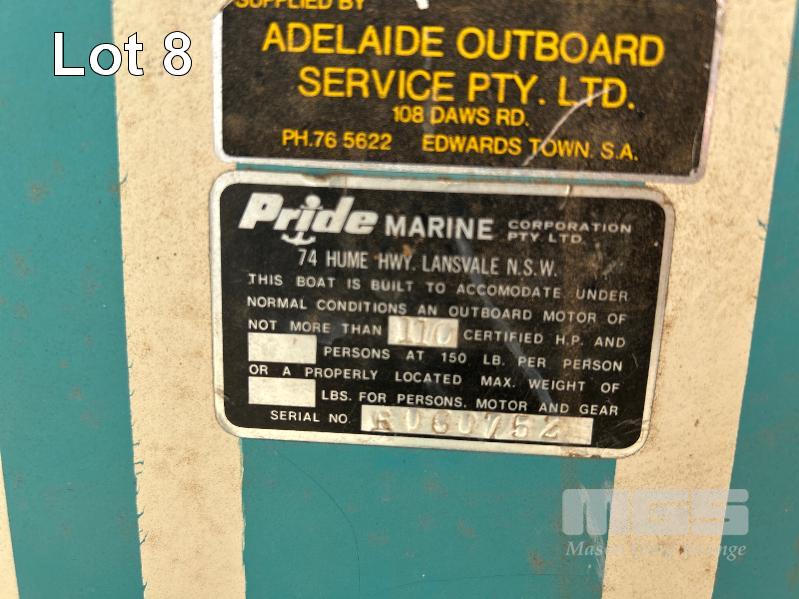 Lot 8
SUPPLIED BY
ADELAIDE OUTBOARD
SERVICE PTY. LTD.
108 DAWS RD.
PH. 76 5622 EDWARDS TOWN. S.A.
Pride MARINE CORPORATION PTY. LTD.
74 HUME HWY. LANSVALE N.S.W.
THIS BOAT IS BUILT TO ACCOMODATE UNDER
NORMAL CONDITIONS AN OUTBOARD MOTOR OF
NOT MORE THAN 110 CERTIFIED H.P. AND
PERSONS AT 150 LB. PER PERSON
OR A PROPERLY LOCATED MAX. WEIGHT OF
LBS. FOR PERSONS, MOTOR AND GEAR
SERIAL NO.
MGS